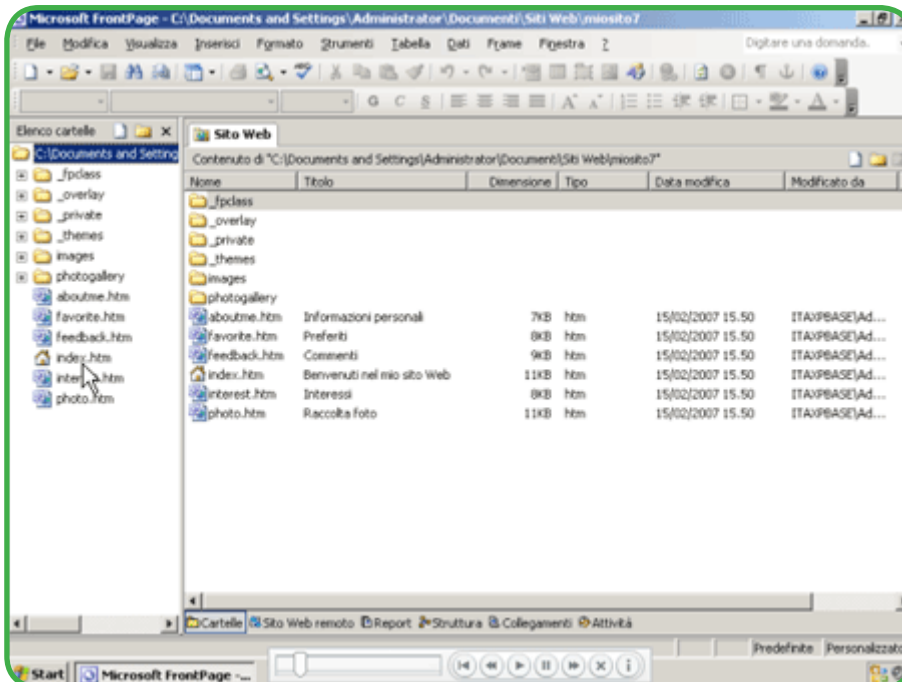 Microsoft FrontPage - C:\Documents and Settings\Administrator\Documenti\Siti Web\miosito7
File Modifica Visualizza Inserisci Formato Strumenti Tabella Dati Frame Finestra ? Digitare una domanda.
G C S
Elenco cartelle
Sito Web
C:\Documents and Setting
Contenuto di "C:\Documents and Settings\Administrator\Documenti\Siti Web\miosito7"
_fpclass
_overlay
_private
_themes
images
photogallery
aboutme.htm
favorite.htm
feedback.htm
index.htm
photo.htm
Nome Titolo Dimensione Tipo Data modifica Modificato da
_fpclass
_overlay
_private
_themes
images
photogallery
aboutme.htm Informazioni personali 7KB htm 15/02/2007 15.50 ITAXPBASE\Ad...
favorite.htm Preferiti 8KB htm 15/02/2007 15.50 ITAXPBASE\Ad...
feedback.htm Commenti 9KB htm 15/02/2007 15.50 ITAXPBASE\Ad...
index.htm Benvenuti nel mio sito Web 11KB htm 15/02/2007 15.50 ITAXPBASE\Ad...
interest.htm Interessi 8KB htm 15/02/2007 15.50 ITAXPBASE\Ad...
photo.htm Raccolta foto 11KB htm 15/02/2007 15.50 ITAXPBASE\Ad...
Cartelle Sito Web remoto Report Struttura Collegamenti Attività
Predefinite Personalizzato
Start Microsoft FrontPage -...